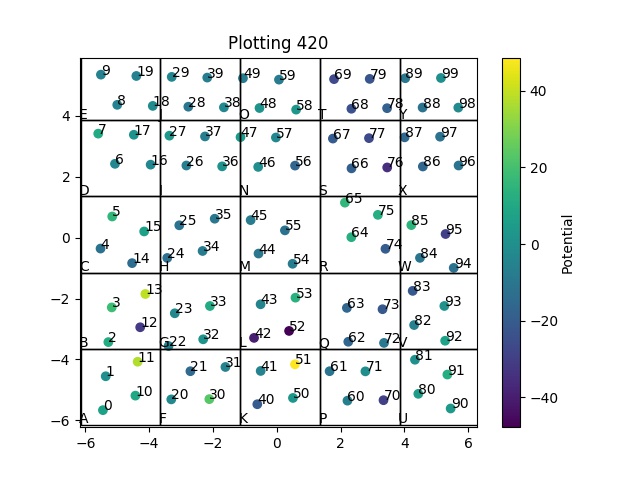 Plotting 420
9 19 29 39 49 59 69 79 89 99
8 18 28 38 48 58 68 78 88 98
E J O T Y
7 17 27 37 47 57 67 77 87 97
6 16 26 36 46 56 66 76 86 96
D I N S X
5 15 25 35 45 55 65 75 85 95
4 14 24 34 44 54 64 74 84 94
C H M R W
3 13 23 33 43 53 63 73 83 93
2 12 22 32 42 52 62 72 82 92
B G L Q V
1 11 21 31 41 51 61 71 81 91
0 10 20 30 40 50 60 70 80 90
A F K P U
4
2
0
−2
−4
−6
−6 −4 −2 0 2 4 6
40
20
0
−20
−40
Potential